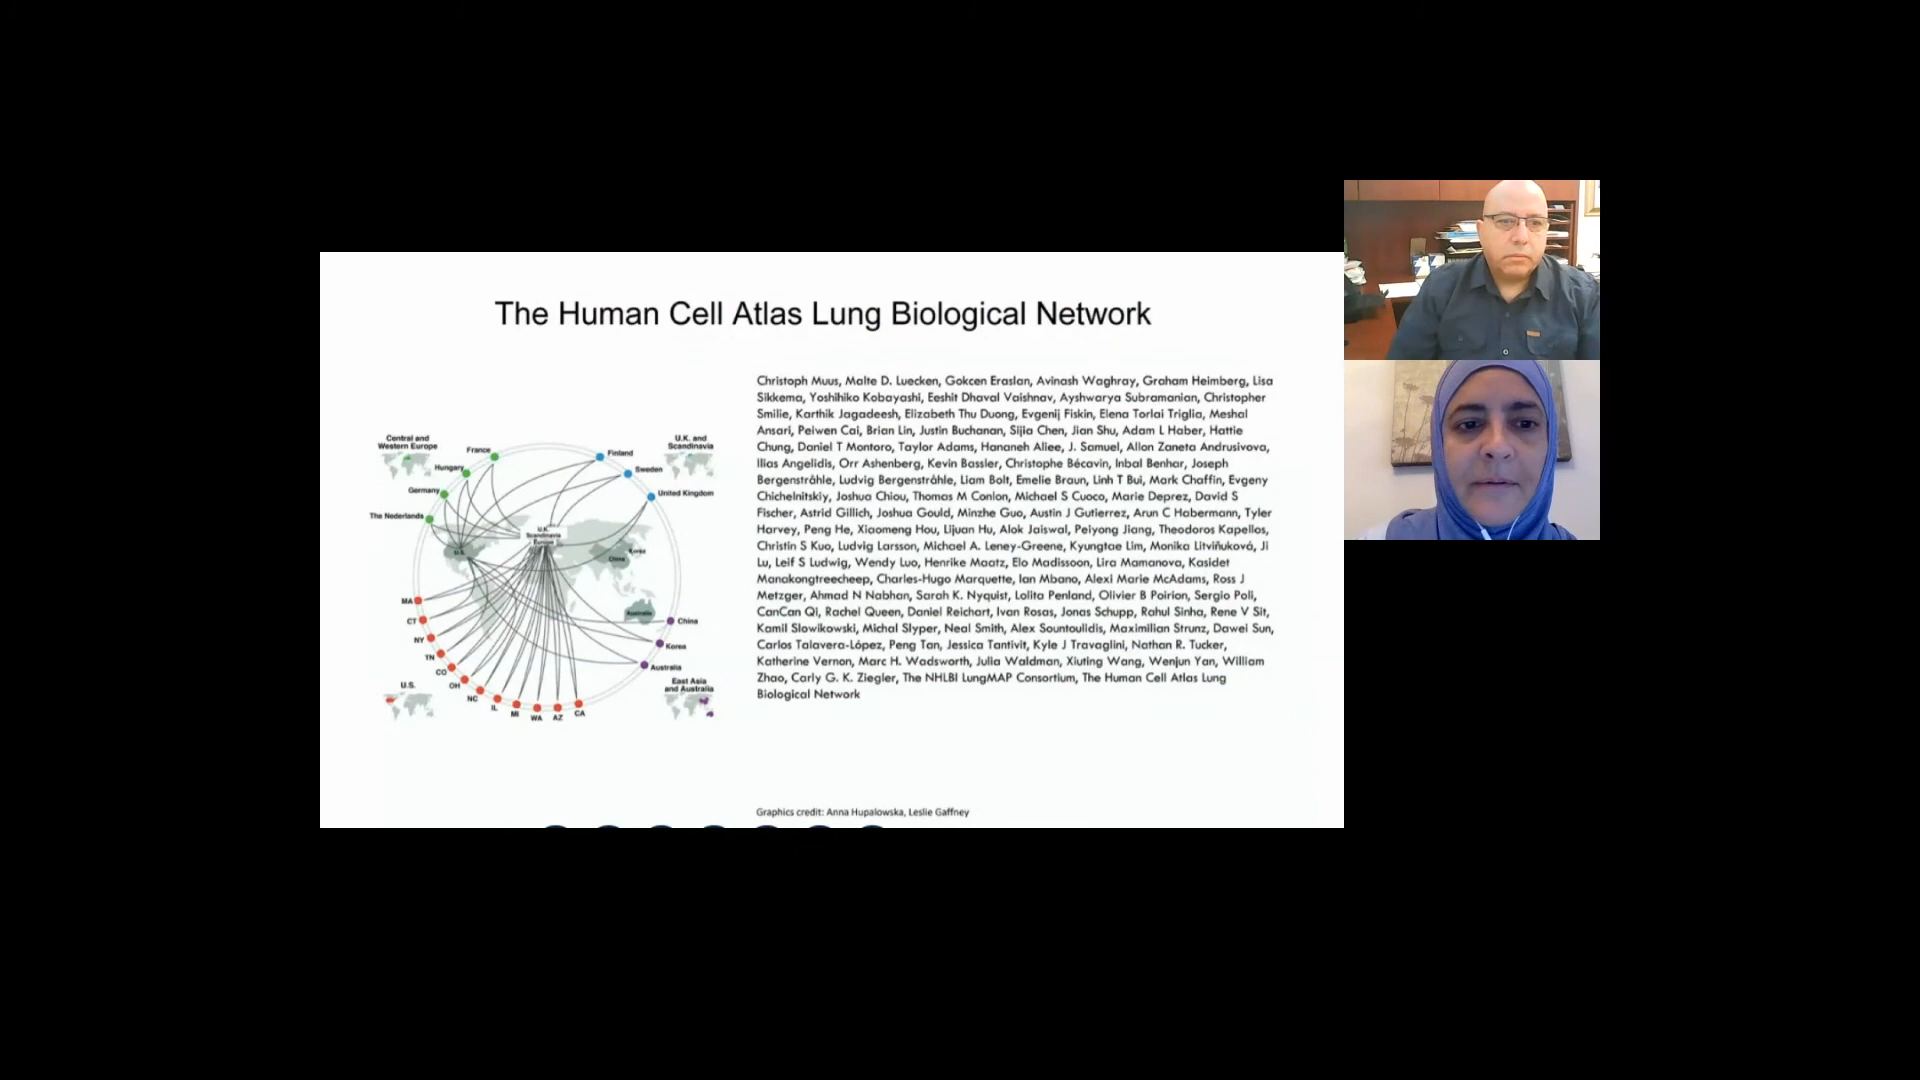 The Human Cell Atlas Lung Biological Network
Christoph Muus, Malte D. Luecken, Gokcen Eraslan, Avinash Waghray, Graham Heimberg, Lisa
Sikkema, Yoshihiko Kobayashi, Eeshit Dhaval Vaishnav, Ayshwarya Subramanian, Christopher
Smilie, Karthik Jagadeesh, Elizabeth Thu Duong, Evgenij Fiskin, Elena Torlai Triglia, Meshal
Ansari, Peiwen Cai, Brian Lin, Justin Buchanan, Sijia Chen, Jian Shu, Adam L Haber, Hattie
Chung, Daniel T Montoro, Taylor Adams, Hananeh Aliee, J. Samuel, Allon Zaneta Andrusivova,
Ilias Angelidis, Orr Ashenberg, Kevin Bassler, Christophe Bécavin, Inbal Benhar, Joseph
Bergenstråhle, Ludvig Bergenstråhle, Liam Bolt, Emelie Braun, Linh T Bui, Mark Chaffin, Evgeny
Chichelnitskiy, Joshua Chiou, Thomas M Conlon, Michael S Cuoco, Marie Deprez, David S
Fischer, Astrid Gillich, Joshua Gould, Minzhe Guo, Austin J Gutierrez, Arun C Habermann, Tyler
Harvey, Peng He, Xiaomeng Hou, Lijuan Hu, Alok Jaiswal, Peiyong Jiang, Theodoros Kapellos,
Christin S Kuo, Ludvig Larsson, Michael A. Leney-Greene, Kyungtae Lim, Monika Litviňuková, Ji
Lu, Leif S Ludwig, Wendy Luo, Henrike Maatz, Elo Madissoon, Lira Mamanova, Kasidet
Manakongtreecheep, Charles-Hugo Marquette, Ian Mbano, Alexi Marie McAdams, Ross J
Metzger, Ahmad N Nabhan, Sarah K. Nyquist, Lolita Penland, Olivier B Poirion, Sergio Poli,
CanCan Qi, Rachel Queen, Daniel Reichart, Ivan Rosas, Jonas Schupp, Rahul Sinha, Rene V Sit,
Kamil Slowikowski, Michal Slyper, Neal Smith, Alex Sountoulidis, Maximilian Strunz, Dawei Sun,
Carlos Talavera-López, Peng Tan, Jessica Tantivit, Kyle J Travaglini, Nathan R. Tucker,
Katherine Vernon, Marc H. Wadsworth, Julia Waldman, Xiuting Wang, Wenjun Yan, William
Zhao, Carly G. K. Ziegler, The NHLBI LungMAP Consortium, The Human Cell Atlas Lung
Biological Network
Central and
Western Europe
France
Hungary
Germany
The Nederlands
Finland
Sweden
United Kingdom
U.K. and
Scandinavia
U.K.
Scandinavia
Europe
U.S.
China
Korea
Australia
MA
CT
NY
TN
CO
OH
NC
IL
MI
WA
AZ
CA
China
Korea
Australia
U.S.
East Asia
and Australia
Graphics credit: Anna Hupalowska, Leslie Gaffney